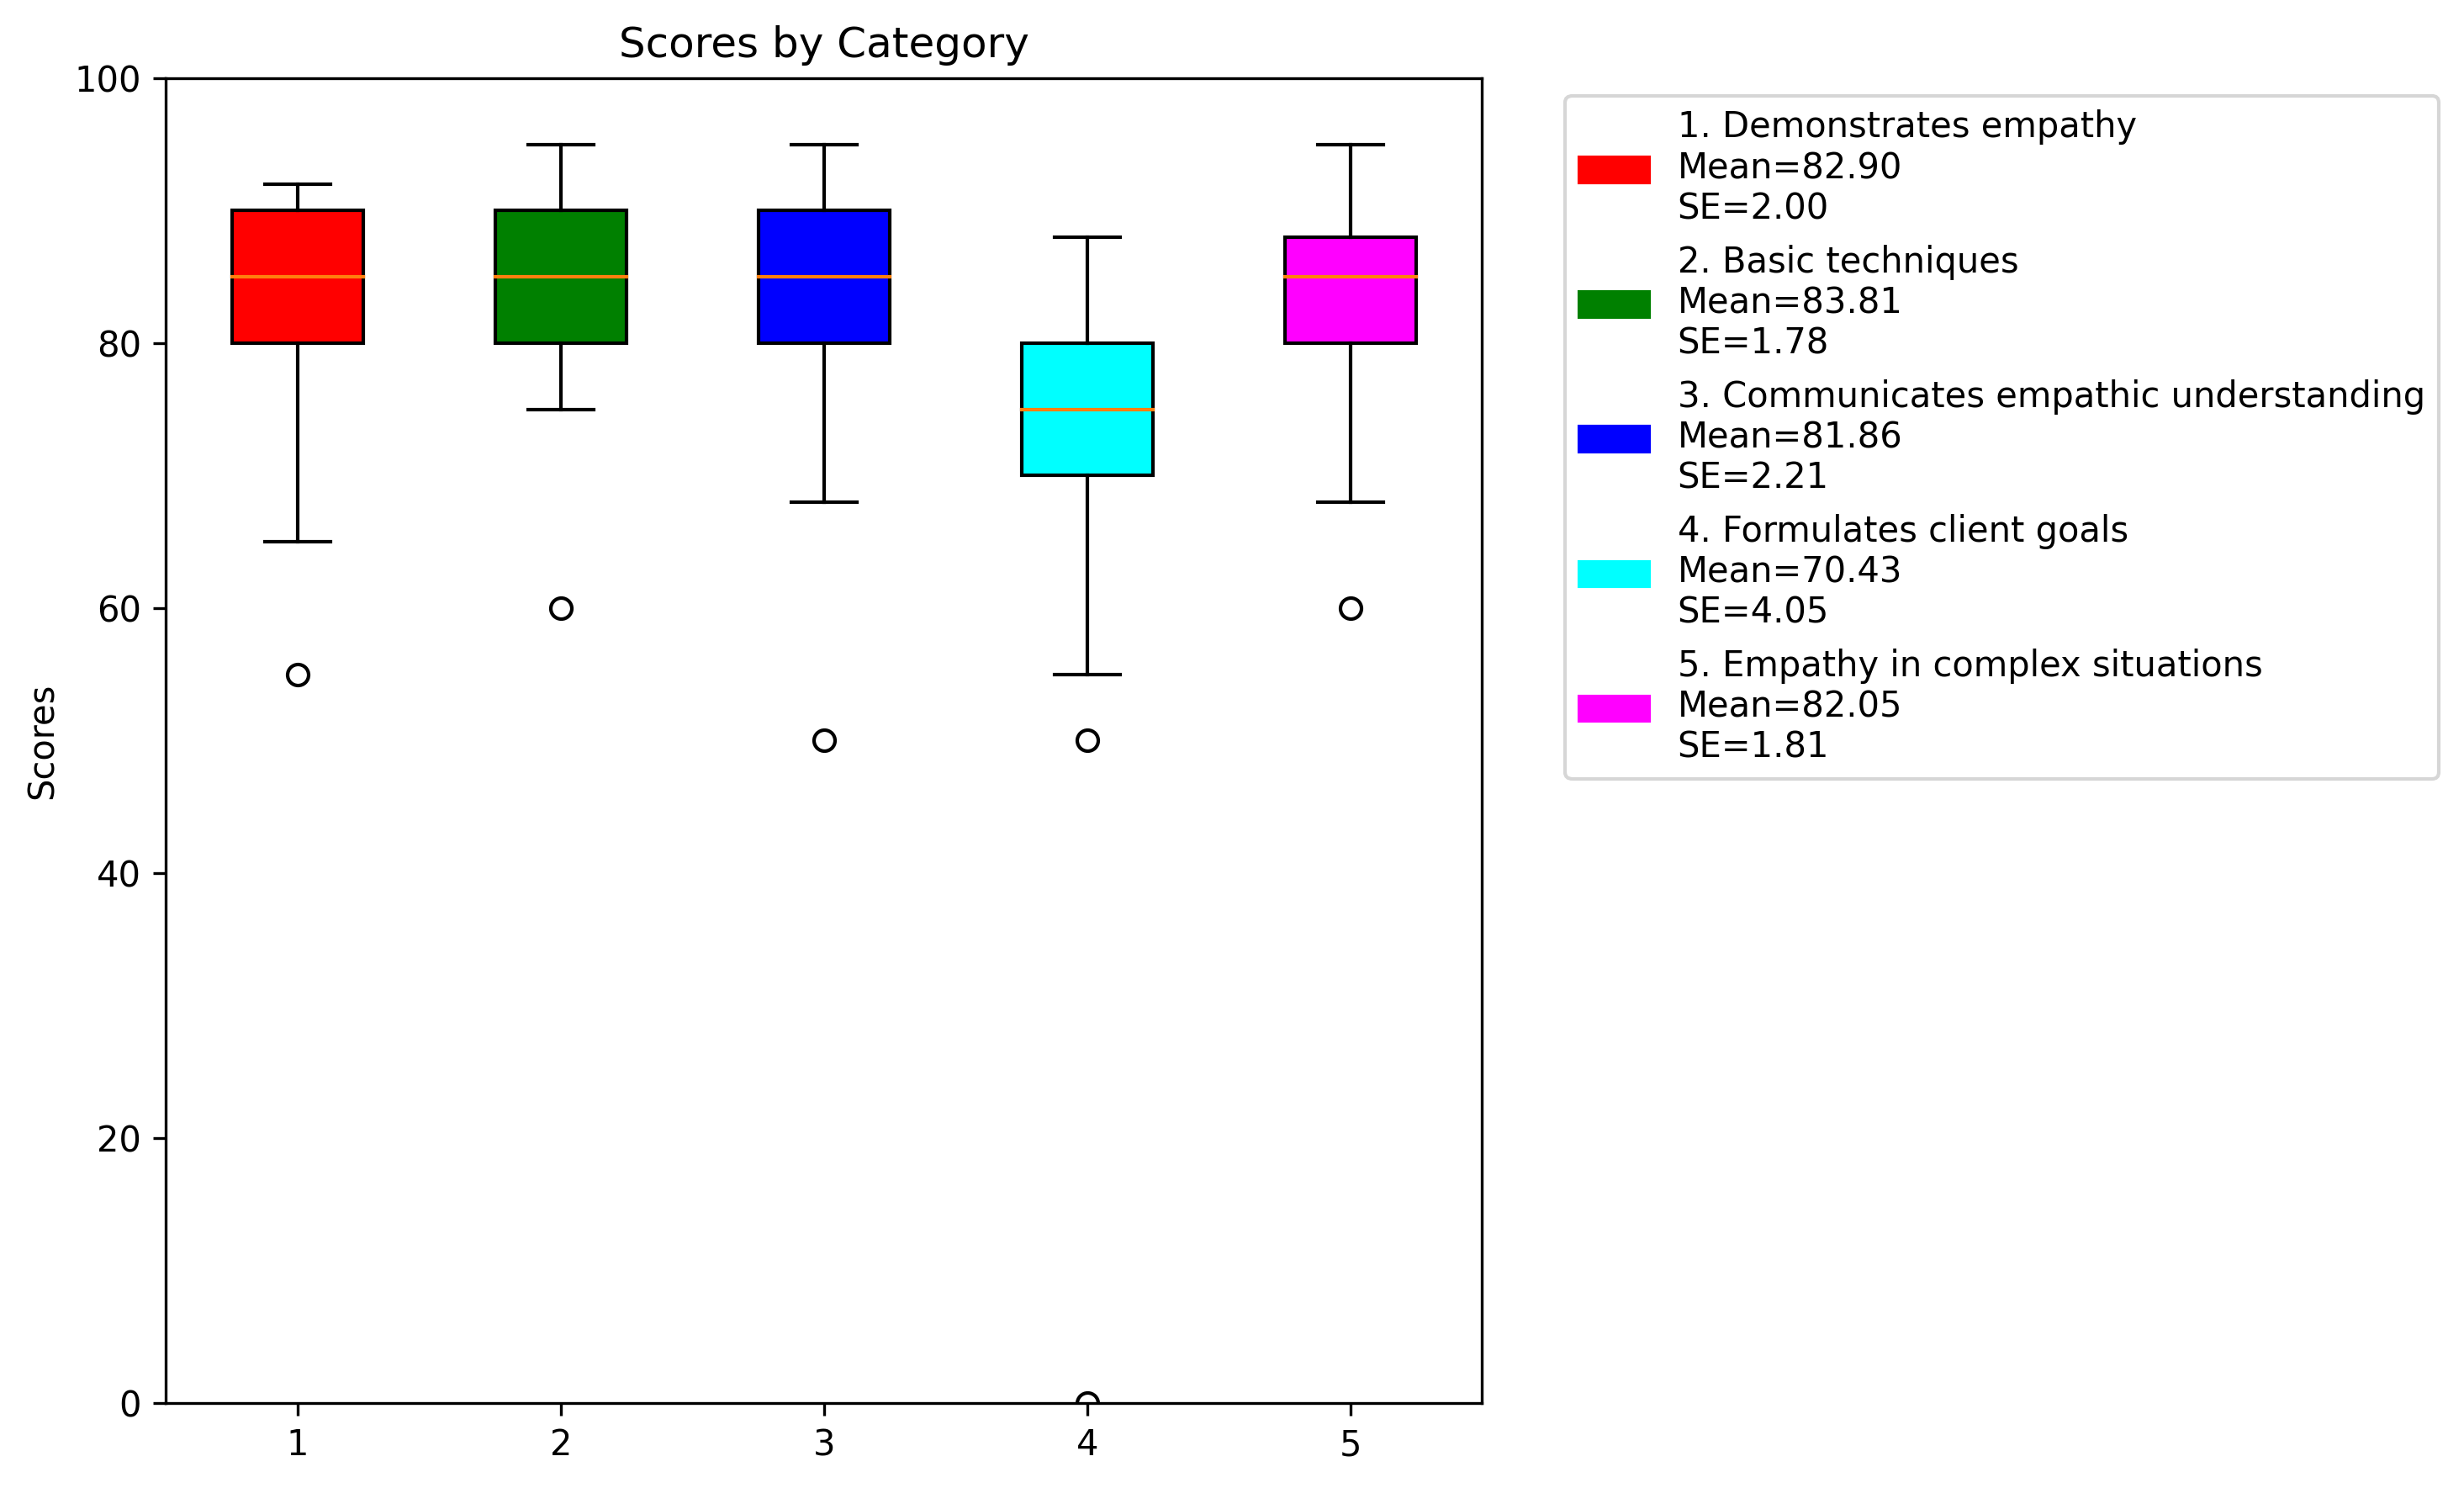 Scores by Category
100
80
60
40
20
0
Scores
1
2
3
4
5
1. Demonstrates empathy
Mean=82.90
SE=2.00
2. Basic techniques
Mean=83.81
SE=1.78
3. Communicates empathic understanding
Mean=81.86
SE=2.21
4. Formulates client goals
Mean=70.43
SE=4.05
5. Empathy in complex situations
Mean=82.05
SE=1.81